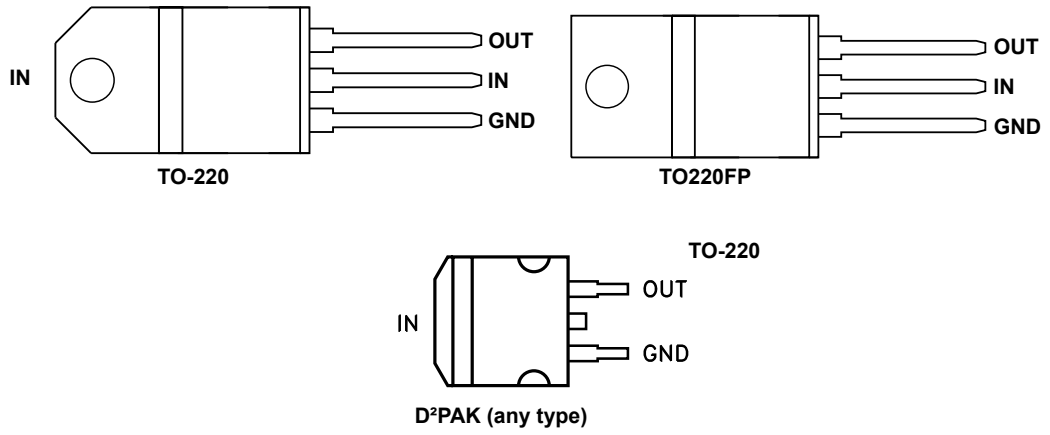 IN
OUT
IN
GND
TO-220
OUT
IN
GND
TO220FP
TO-220
IN
OUT
GND
D²PAK (any type)